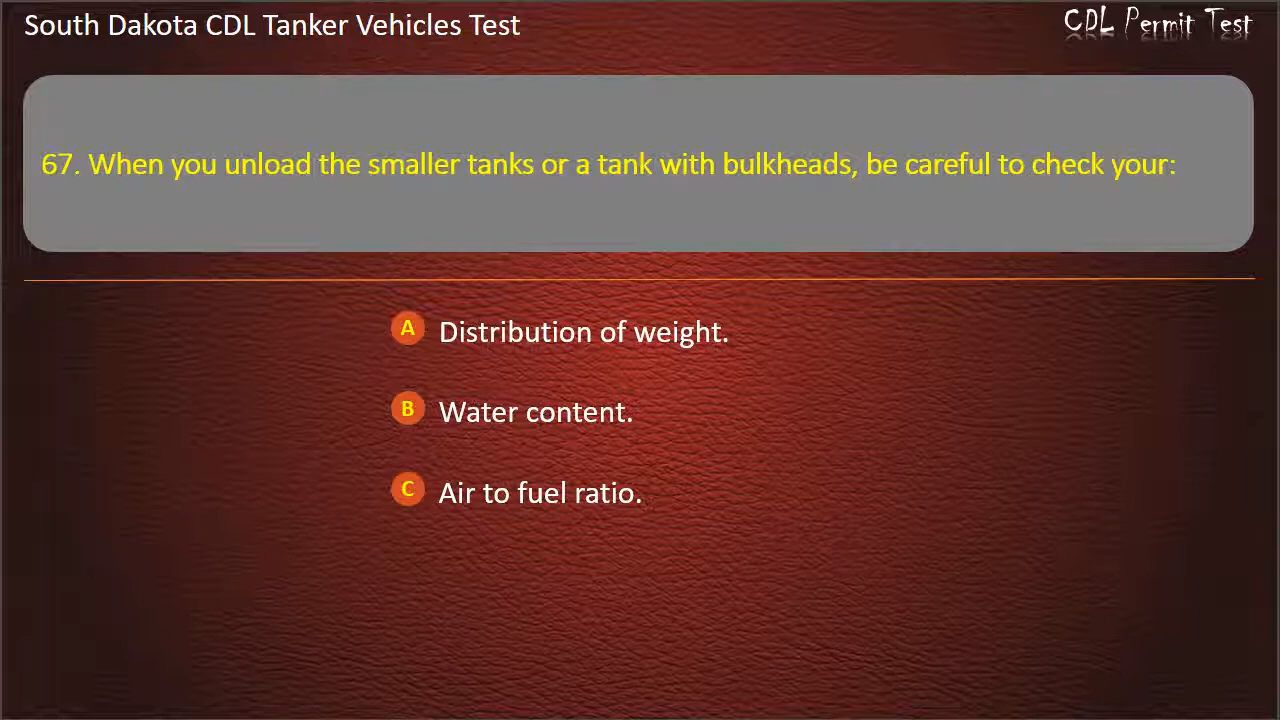 South Dakota CDL Tanker Vehicles Test
CDL Permit Test
67. When you unload the smaller tanks or a tank with bulkheads, be careful to check your:
A Distribution of weight.
B Water content.
C Air to fuel ratio.